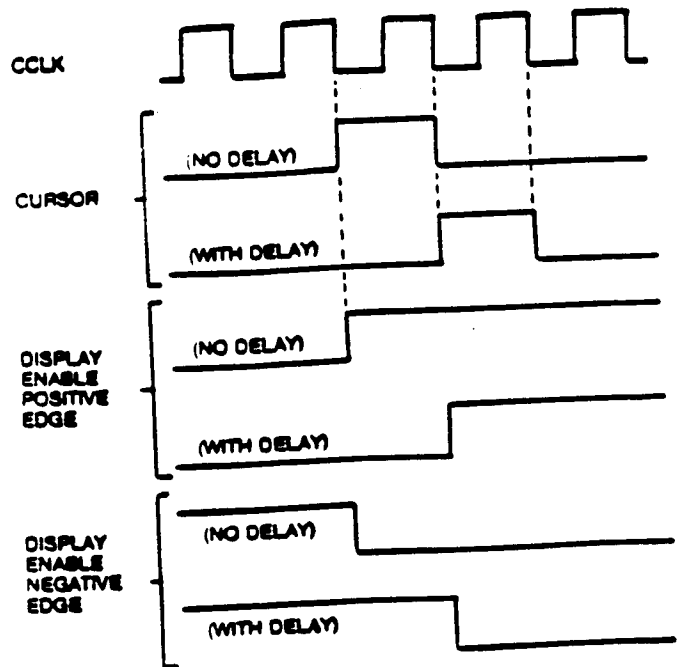 CCLK
(NO DELAY)
CURSOR
(WITH DELAY)
(NO DELAY)
DISPLAY
ENABLE
POSITIVE
EDGE
(WITH DELAY)
(NO DELAY)
DISPLAY
ENABLE
NEGATIVE
EDGE
(WITH DELAY)